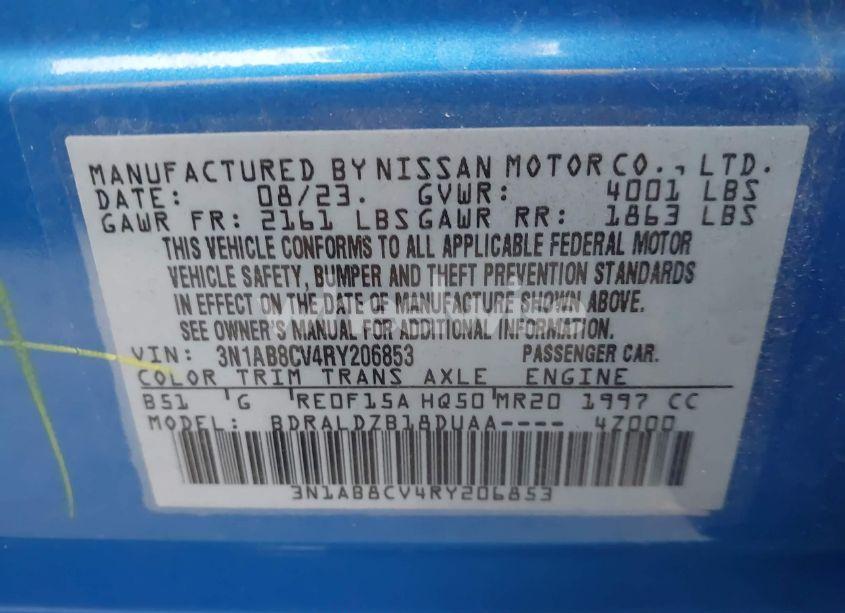 MANUFACTURED BY NISSAN MOTOR CO., LTD.
DATE: 08/23. GVWR: 4001 LBS
GAWR FR: 2161 LBS GAWR RR: 1863 LBS
THIS VEHICLE CONFORMS TO ALL APPLICABLE FEDERAL MOTOR
VEHICLE SAFETY, BUMPER AND THEFT PREVENTION STANDARDS
IN EFFECT ON THE DATE OF MANUFACTURE SHOWN ABOVE.
SEE OWNER'S MANUAL FOR ADDITIONAL INFORMATION.
VIN: 3N1AB8CV4RY206853 PASSENGER CAR.
COLOR TRIM TRANS AXLE ENGINE
B51 G RE0F15A HQ50 MR20 1997 CC
MODEL: BDRALDZB18DUAA---- 4Z000
3N1AB8CV4RY206853